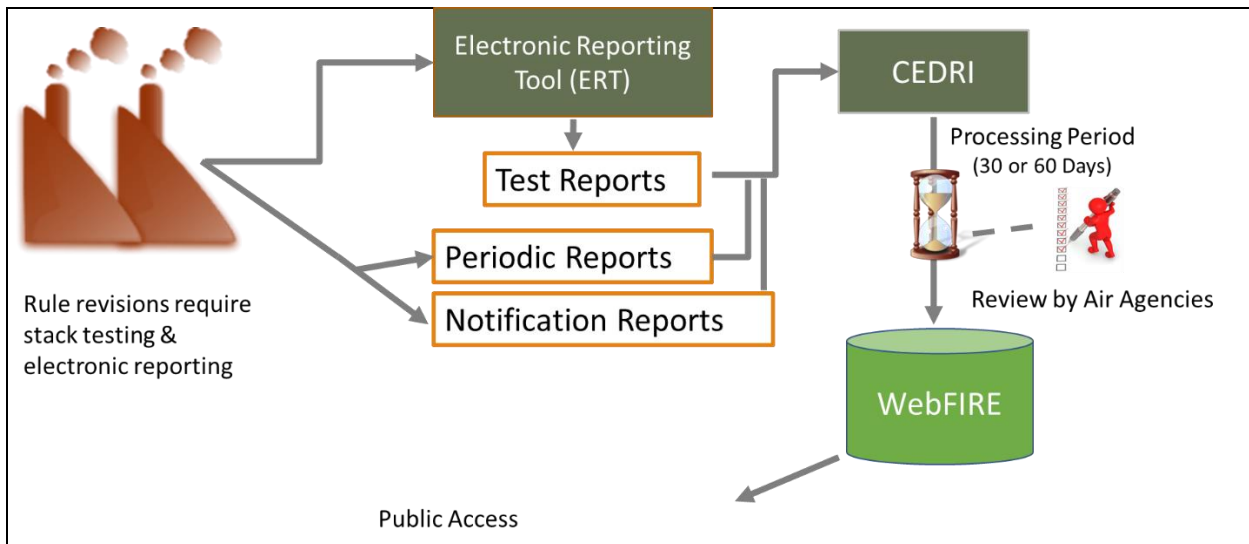 Electronic Reporting
Tool (ERT)
CEDRI
Processing Period
(30 or 60 Days)
Test Reports
Periodic Reports
Notification Reports
Rule revisions require
stack testing &
electronic reporting
Review by Air Agencies
WebFIRE
Public Access